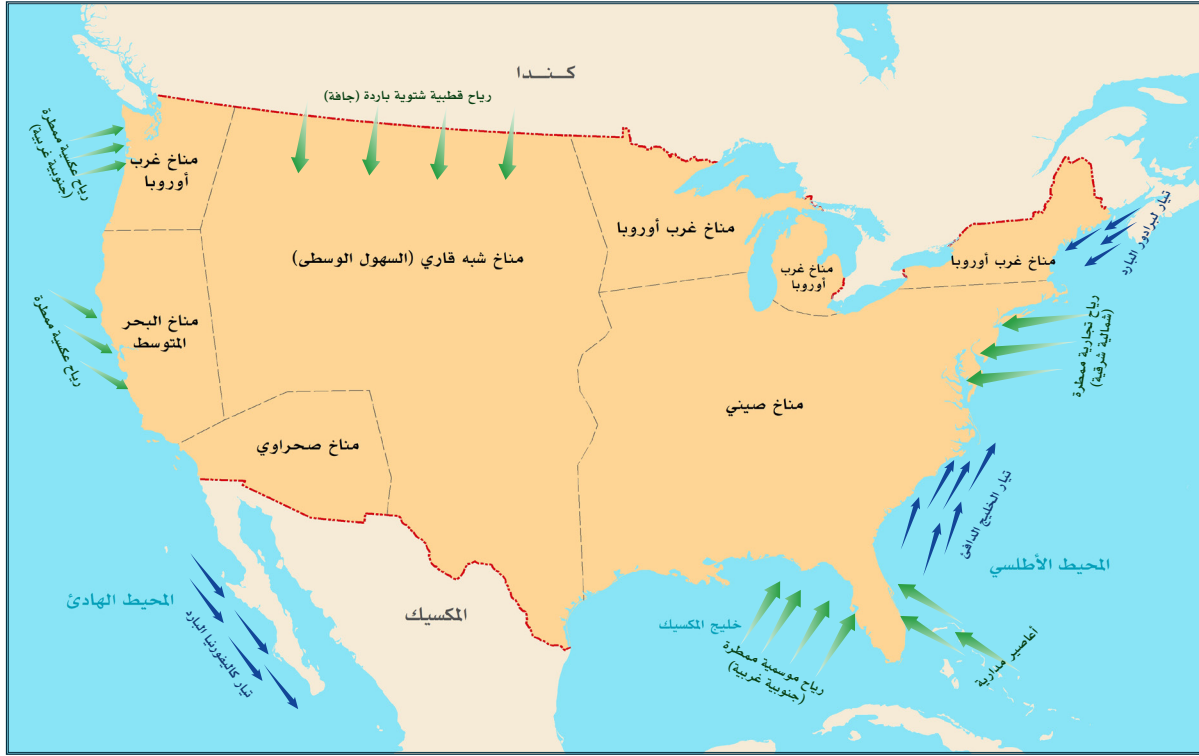 كـنـــدا
رياح قطبية شتوية باردة (جافة)
رياح عكسية ممطرة
(جنوبية غربية)
مناخ غرب
أوروبا
مناخ شبه قاري (السهول الوسطى)
مناخ غرب أوروبا
مناخ غرب
أوروبا
مناخ غرب أوروبا
تيار لبرادور البارد
رياح عكسية ممطرة
مناخ البحر
المتوسط
رياح تجارية ممطرة
(شمالية شرقية)
مناخ صيني
مناخ صحراوي
تيار الخليج الدافئ
المحيط الأطلسي
المحيط الهادئ
المكسيك
خليج المكسيك
تيار كاليفورنيا البارد
رياح موسمية ممطرة
(جنوبية غربية)
أعاصير مدارية